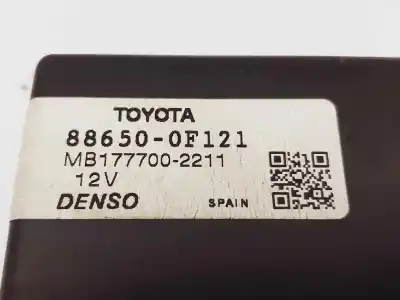 TOYOTA
88650-0F121
MB177700-2211
12V
DENSO SPAIN